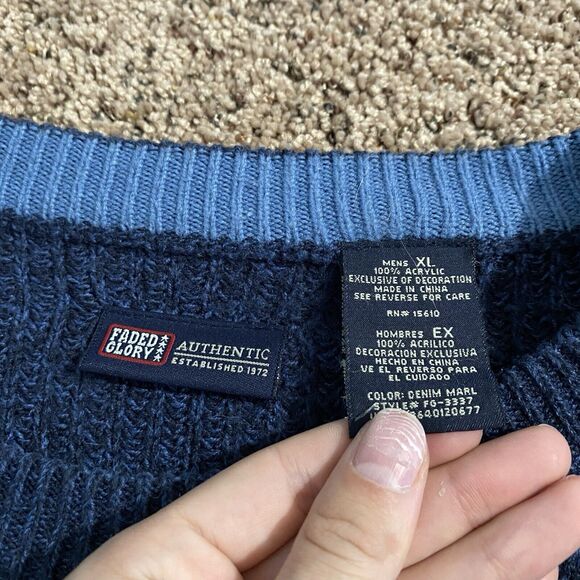 FADED
GLORY
AUTHENTIC
ESTABLISHED 1972
MENS XL
100% ACRYLIC
EXCLUSIVE OF DECORATION
MADE IN CHINA
SEE REVERSE FOR CARE
RN# 15610
HOMBRES EX
100% ACRILICO
DECORACION EXCLUSIVA
HECHO EN CHINA
VE EL REVERSO PARA
EL CUIDADO
COLOR: DENIM MARL
STYLE# FG-3337